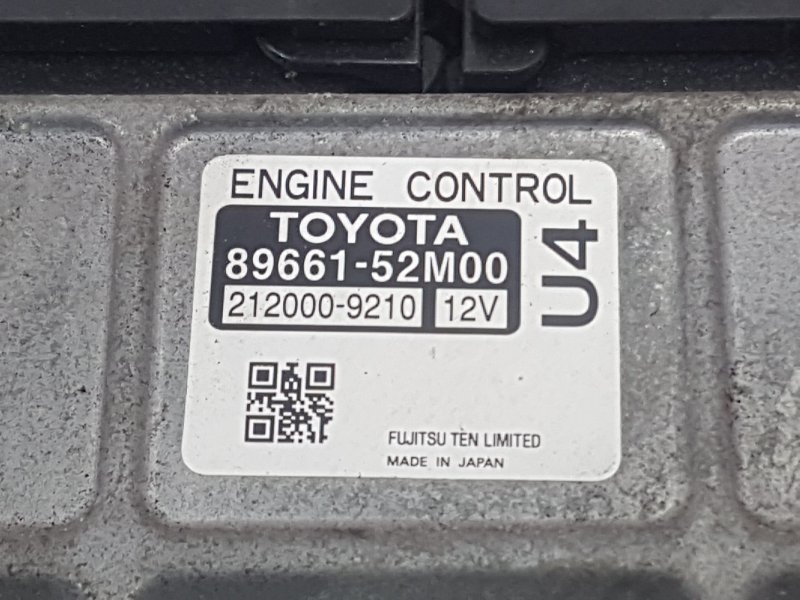 ENGINE CONTROL
TOYOTA
89661-52M00
212000-9210 12V
U4
FUJITSU TEN LIMITED
MADE IN JAPAN